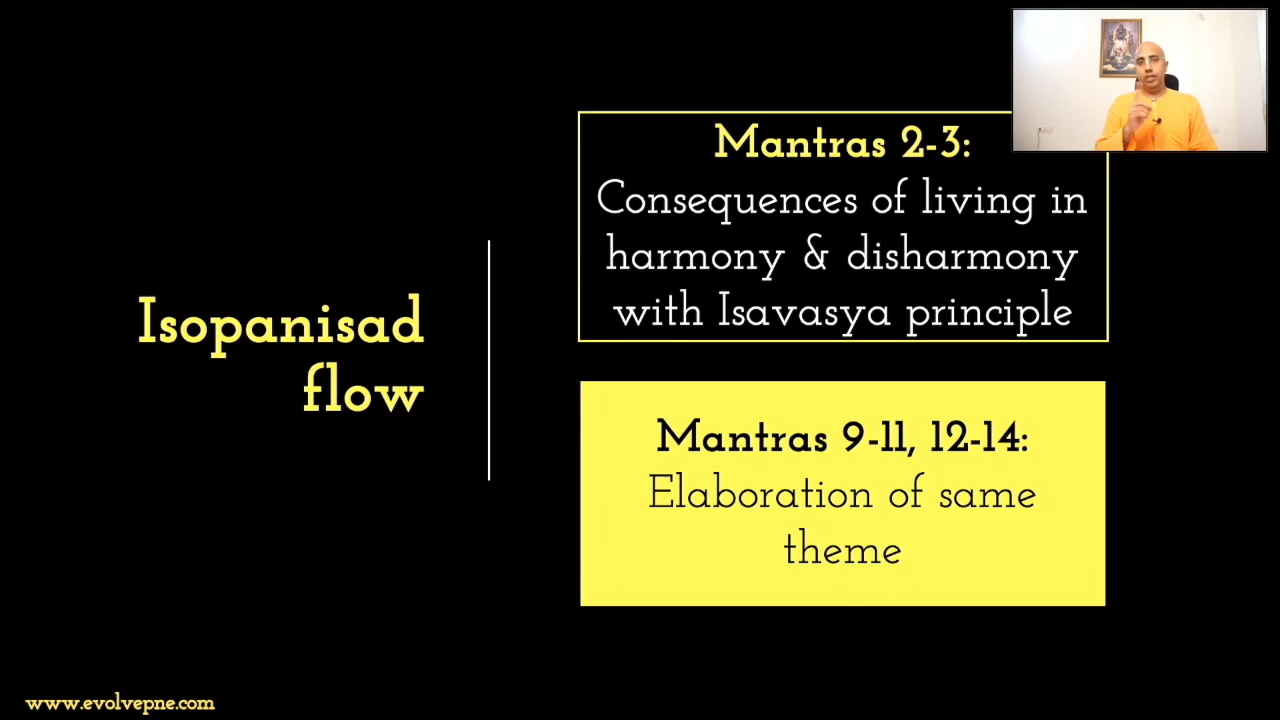 Isopanisad
flow
Mantras 2-3:
Consequences of living in
harmony & disharmony
with Isavasya principle
Mantras 9-11, 12-14:
Elaboration of same
theme
www.evolvepne.com